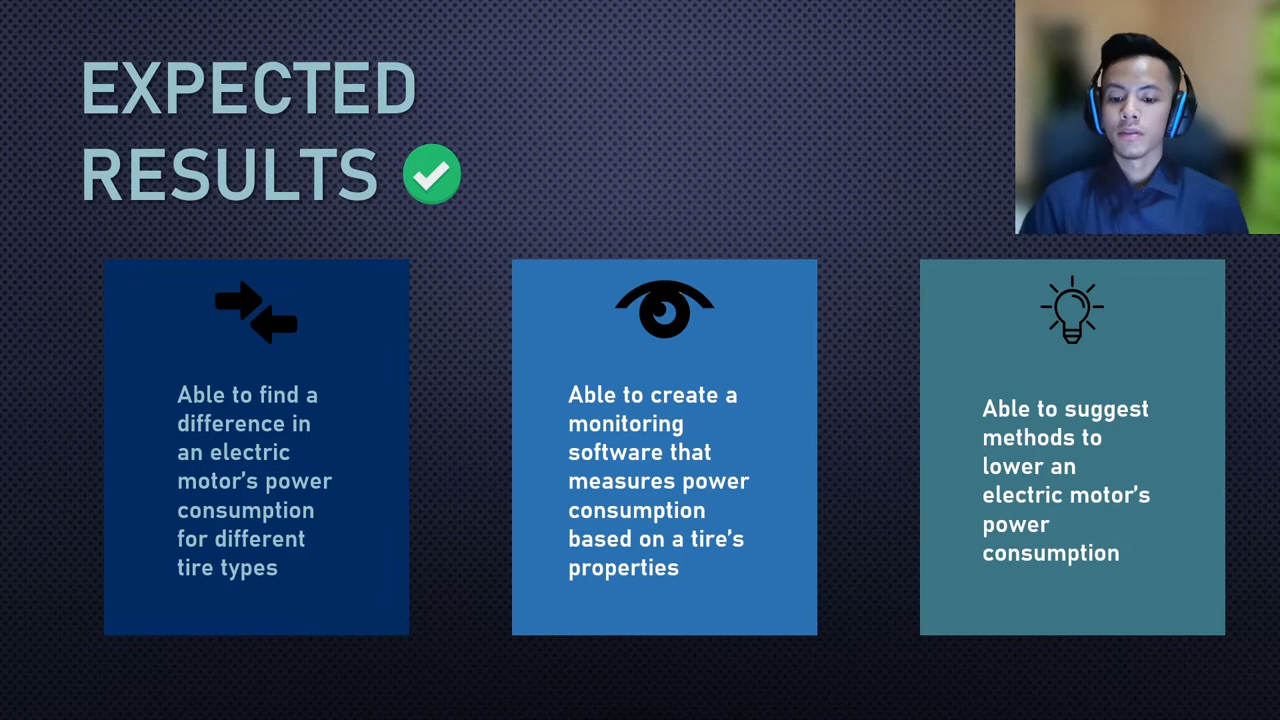 EXPECTED
RESULTS
Able to find a
difference in
an electric
motor's power
consumption
for different
tire types
Able to create a
monitoring
software that
measures power
consumption
based on a tire's
properties
Able to suggest
methods to
lower an
electric motor's
power
consumption